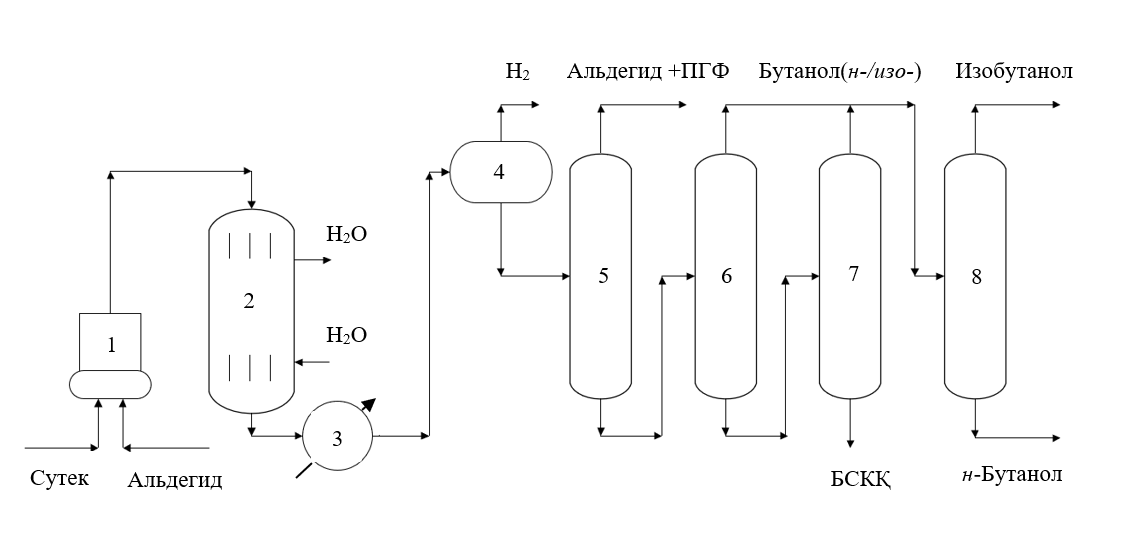 H₂
Альдегид +ПГФ
Бутанол(н-/изо-)
Изобутанол
4
H₂O
2
5
6
7
8
H₂O
1
3
Сутек
Альдегид
БСКҚ
н-Бутанол